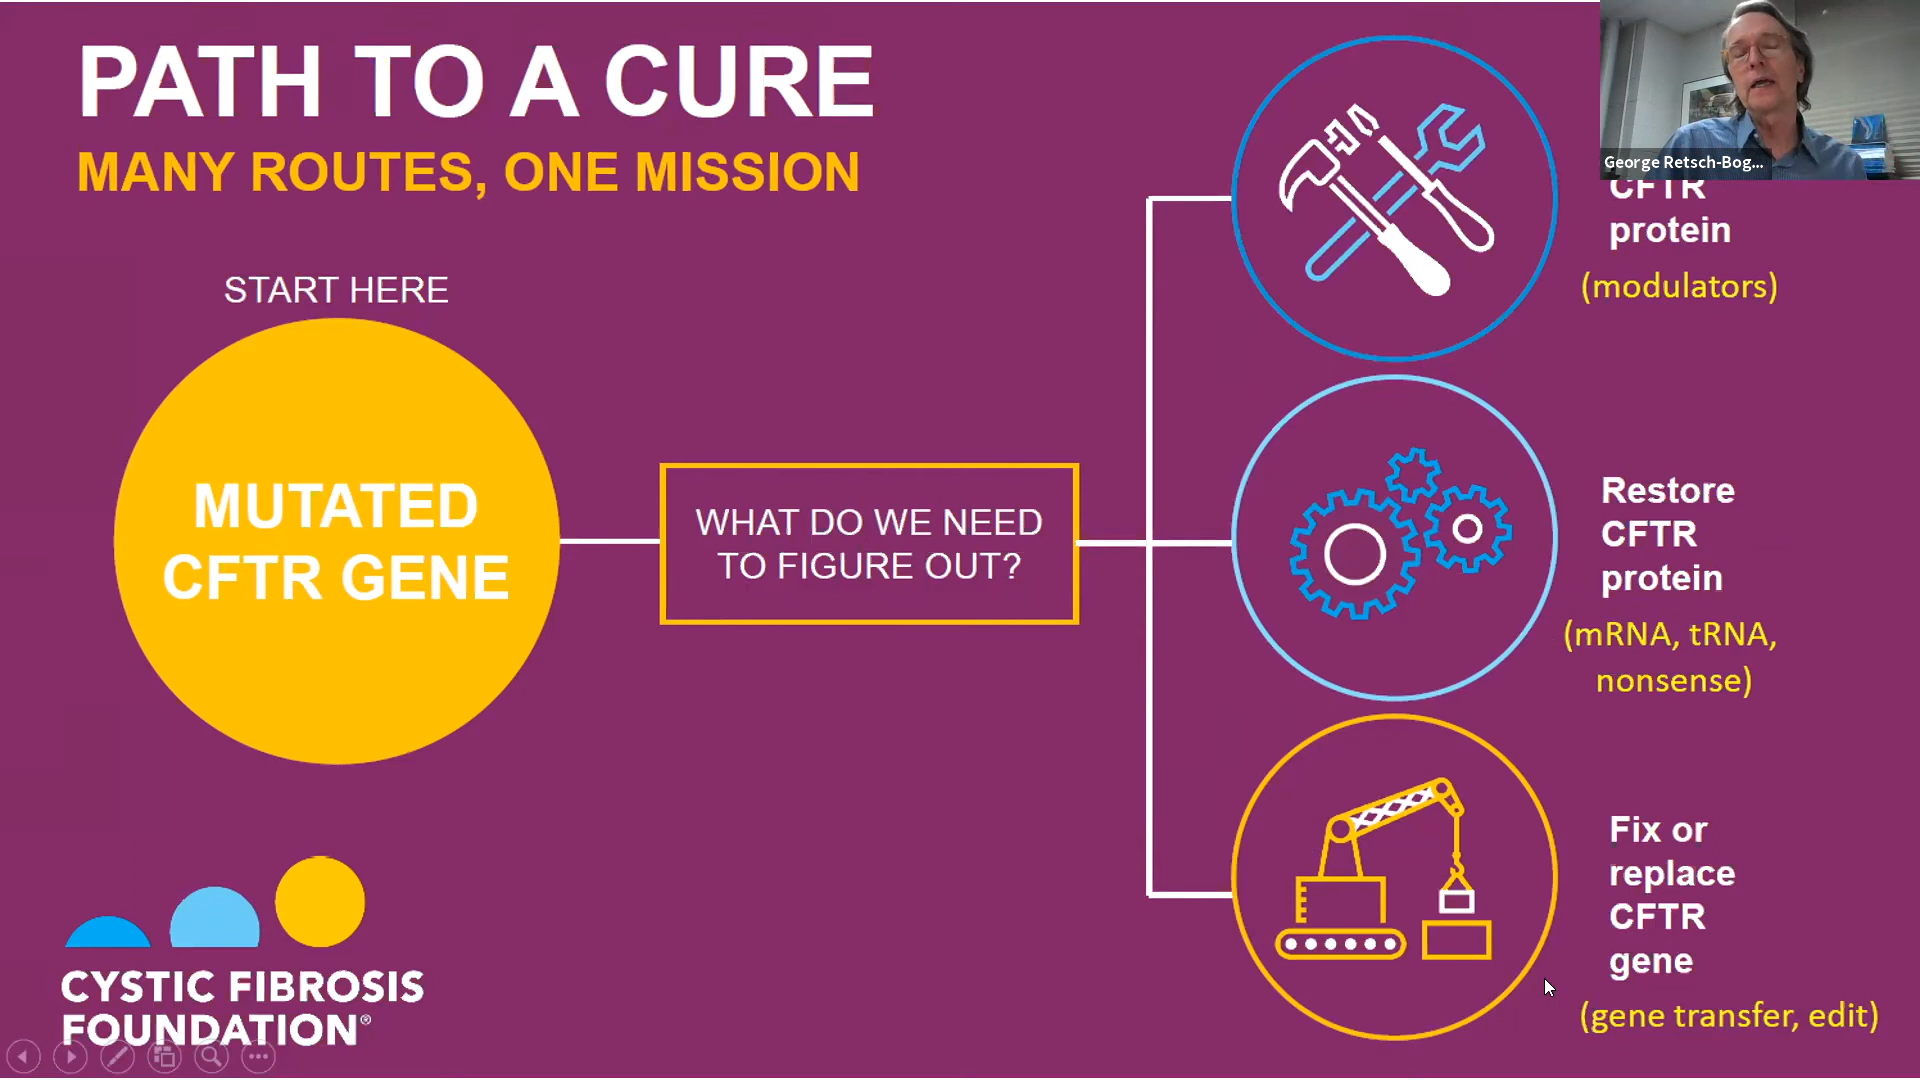 PATH TO A CURE
MANY ROUTES, ONE MISSION
START HERE
MUTATED
CFTR GENE
WHAT DO WE NEED
TO FIGURE OUT?
George Retsch-Bog...
CFTR
protein
(modulators)
Restore
CFTR
protein
(mRNA, tRNA,
nonsense)
Fix or
replace
CFTR
gene
(gene transfer, edit)
CYSTIC FIBROSIS
FOUNDATION®